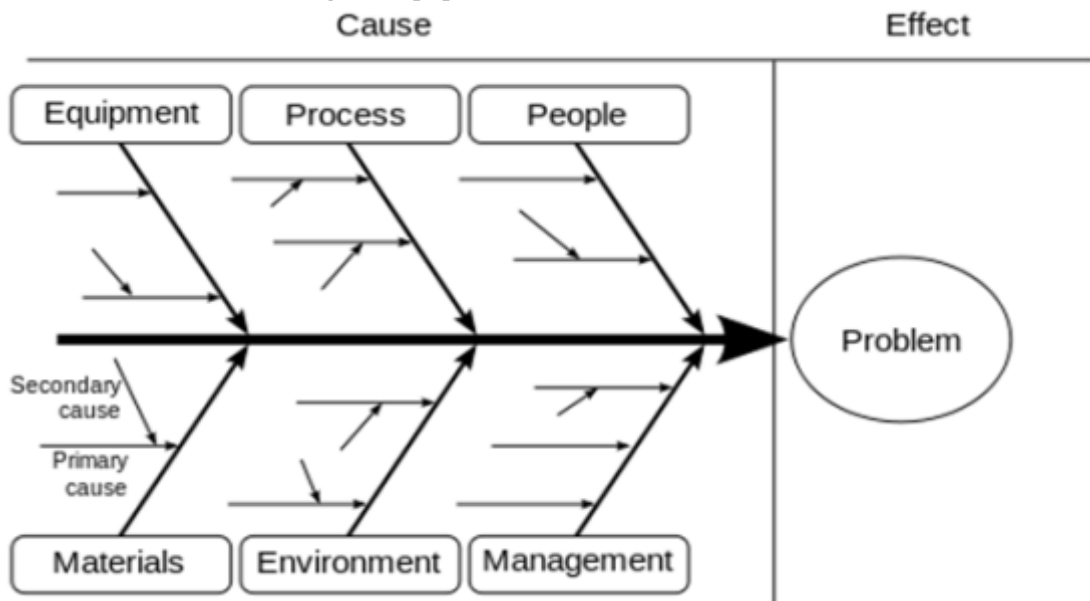 Cause
Effect
Equipment
Process
People
Problem
Secondary
cause
Primary
cause
Materials
Environment
Management